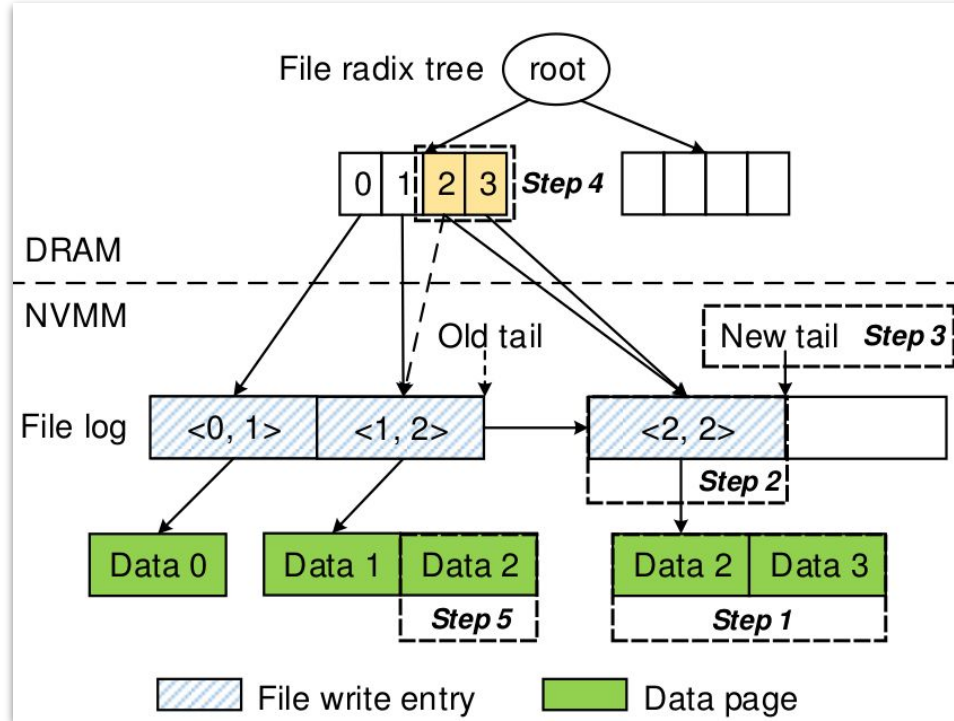 File radix tree root
0 1 2 3 Step 4
DRAM
NVMM
Old tail New tail Step 3
File log <0, 1> <1, 2> <2, 2>
Step 2
Data 0 Data 1 Data 2 Data 2 Data 3
Step 5 Step 1
File write entry Data page